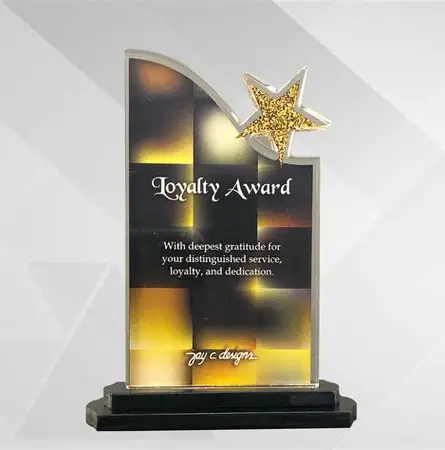 Loyalty Award
With deepest gratitude for
your distinguished service,
loyalty, and dedication.
jay c. designs